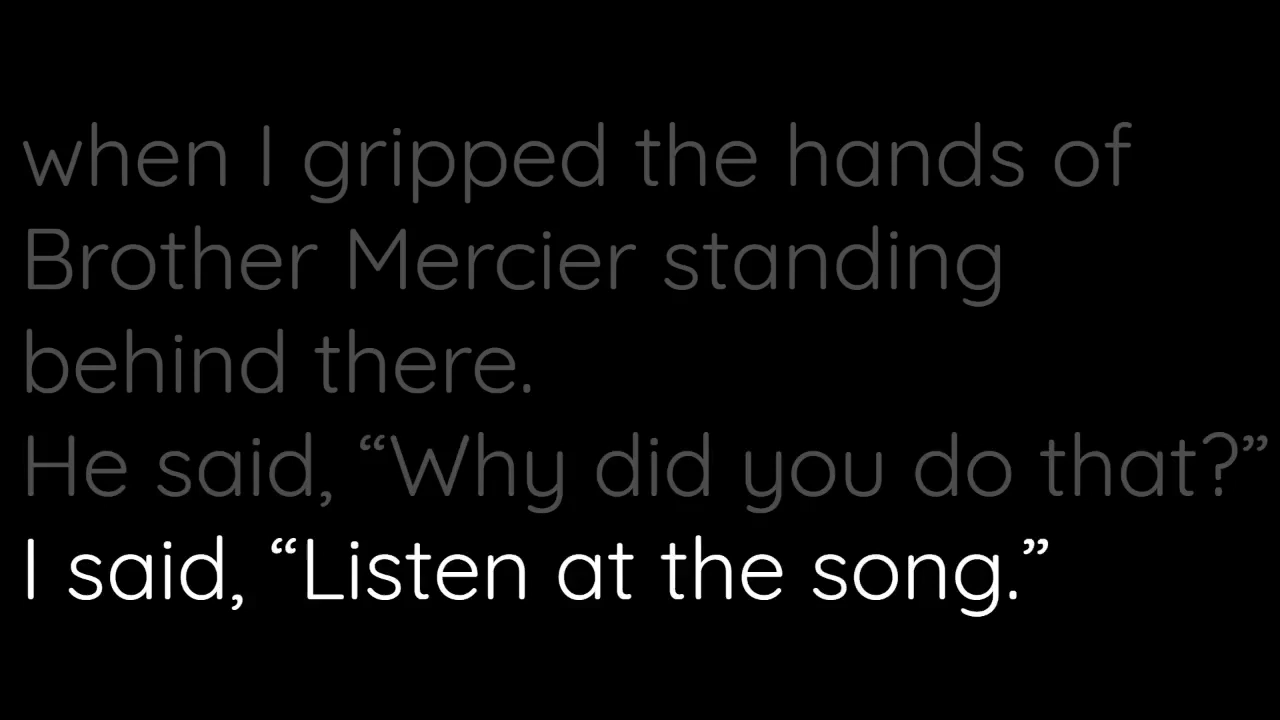 when I gripped the hands of
Brother Mercier standing
behind there.
He said, “Why did you do that?”
I said, “Listen at the song.”